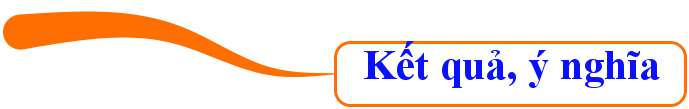 Kết quả, ý nghĩa